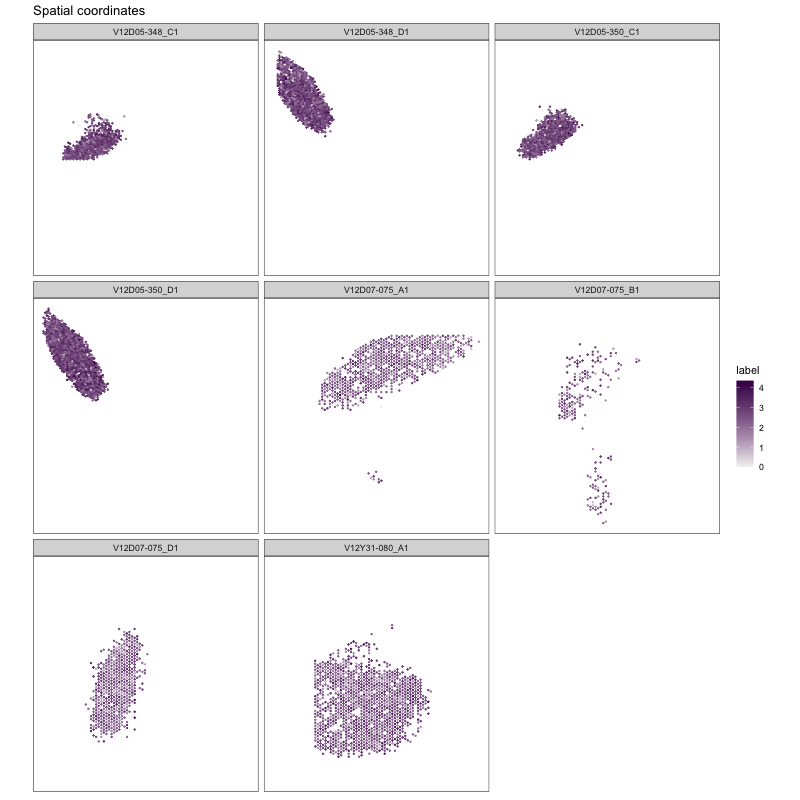 Spatial coordinates
V12D05-348_C1
V12D05-348_D1
V12D05-350_C1
V12D05-350_D1
V12D07-075_A1
V12D07-075_B1
label
4
3
2
1
0
V12D07-075_D1
V12Y31-080_A1